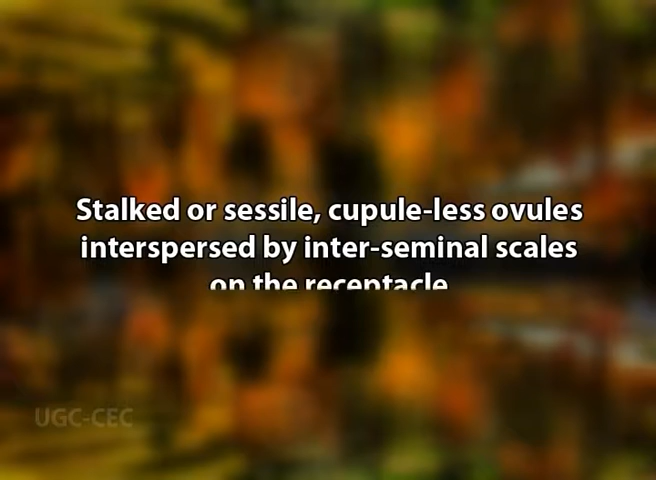 Stalked or sessile, cupule-less ovules
interspersed by inter-seminal scales
on the receptacle
UGC-CEC